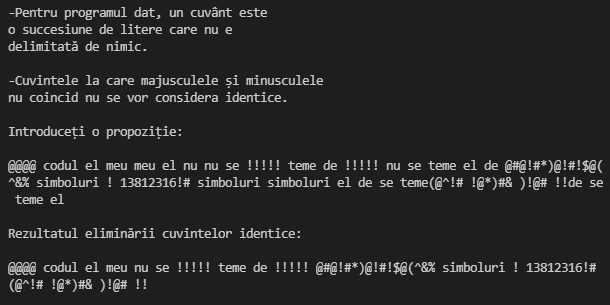 -Pentru programul dat, un cuvânt este
o succesiune de litere care nu e
delimitată de nimic.
-Cuvintele la care majusculele și minusculele
nu coincid nu se vor considera identice.
Introduceți o propoziție:
@@@@ codul el meu meu el nu nu se !!!!! teme de !!!!! nu se teme el de @#@!#*)@!#!$@(
^&% simboluri ! 13812316!# simboluri simboluri el de se teme(@^!# !@*)#& )!@# !!de se
teme el
Rezultatul eliminării cuvintelor identice:
@@@@ codul el meu nu se !!!!! teme de !!!!! @#@!#*)@!#!$@(^&% simboluri ! 13812316!#
(@^!# !@*)#& )!@# !!